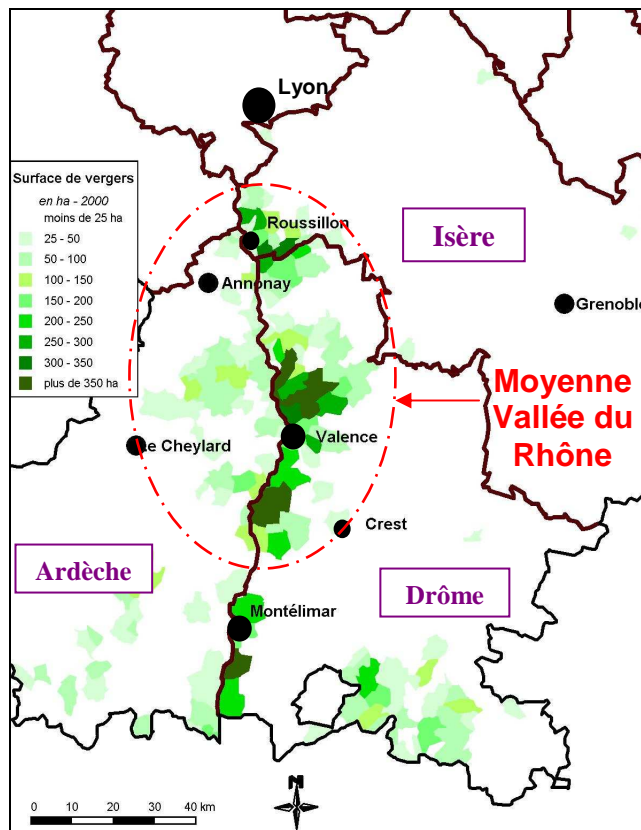 Lyon
Surface de vergers
en ha - 2000
moins de 25 ha
25 - 50
50 - 100
100 - 150
150 - 200
200 - 250
250 - 300
300 - 350
plus de 350 ha
Roussillon
Isère
Annonay
Grenoble
Moyenne
Vallée du
Rhône
Valence
Le Cheylard
Crest
Ardèche
Drôme
Montélimar
N
0 10 20 30 40 km